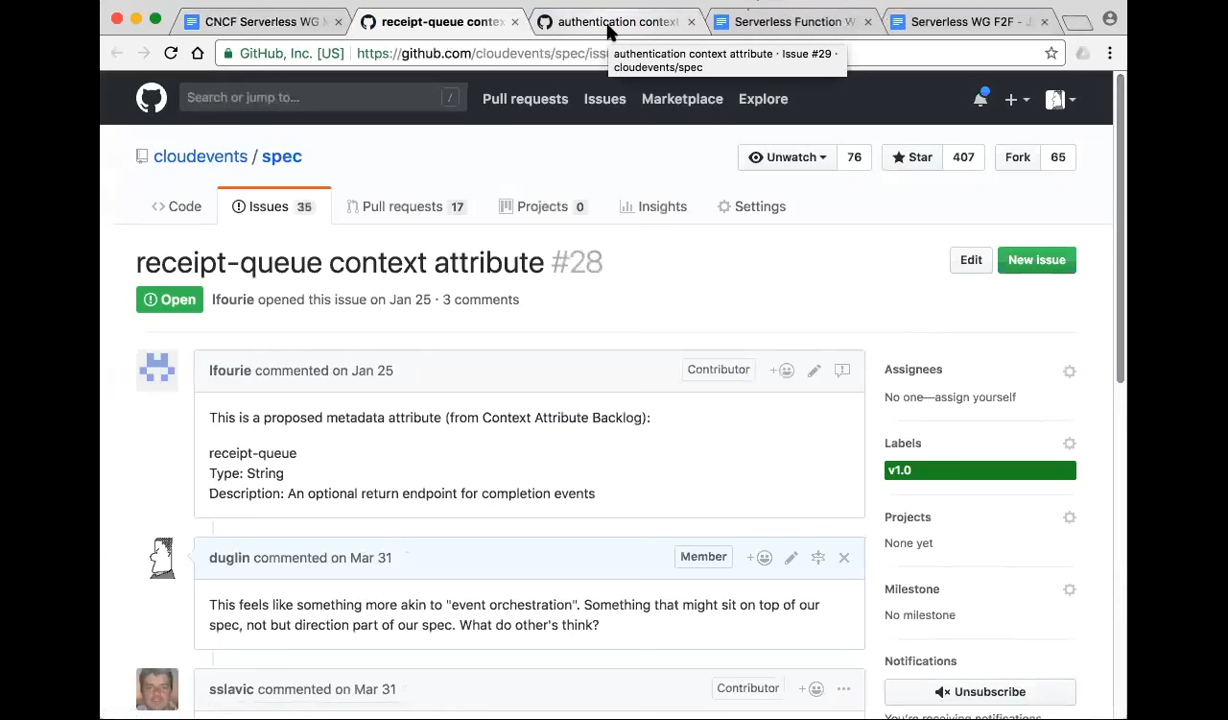 CNCF Serverless WG M
receipt-queue contex
authentication context
Serverless Function W
Serverless WG F2F - J
GitHub, Inc. [US]
https://github.com/cloudevents/spec/iss
authentication context attribute · Issue #29 ·
cloudevents/spec
Search or jump to...
/
Pull requests
Issues
Marketplace
Explore
cloudevents / spec
Unwatch 76
Star 407
Fork 65
Code
Issues 35
Pull requests 17
Projects 0
Insights
Settings
receipt-queue context attribute #28
Edit
New issue
Open
lfourie opened this issue on Jan 25 · 3 comments
lfourie commented on Jan 25
Contributor
This is a proposed metadata attribute (from Context Attribute Backlog):
receipt-queue
Type: String
Description: An optional return endpoint for completion events
duglin commented on Mar 31
Member
This feels like something more akin to "event orchestration". Something that might sit on top of our
spec, not but direction part of our spec. What do other's think?
sslavic commented on Mar 31
Contributor
Assignees
No one—assign yourself
Labels
v1.0
Projects
None yet
Milestone
No milestone
Notifications
Unsubscribe
You're receiving notifications